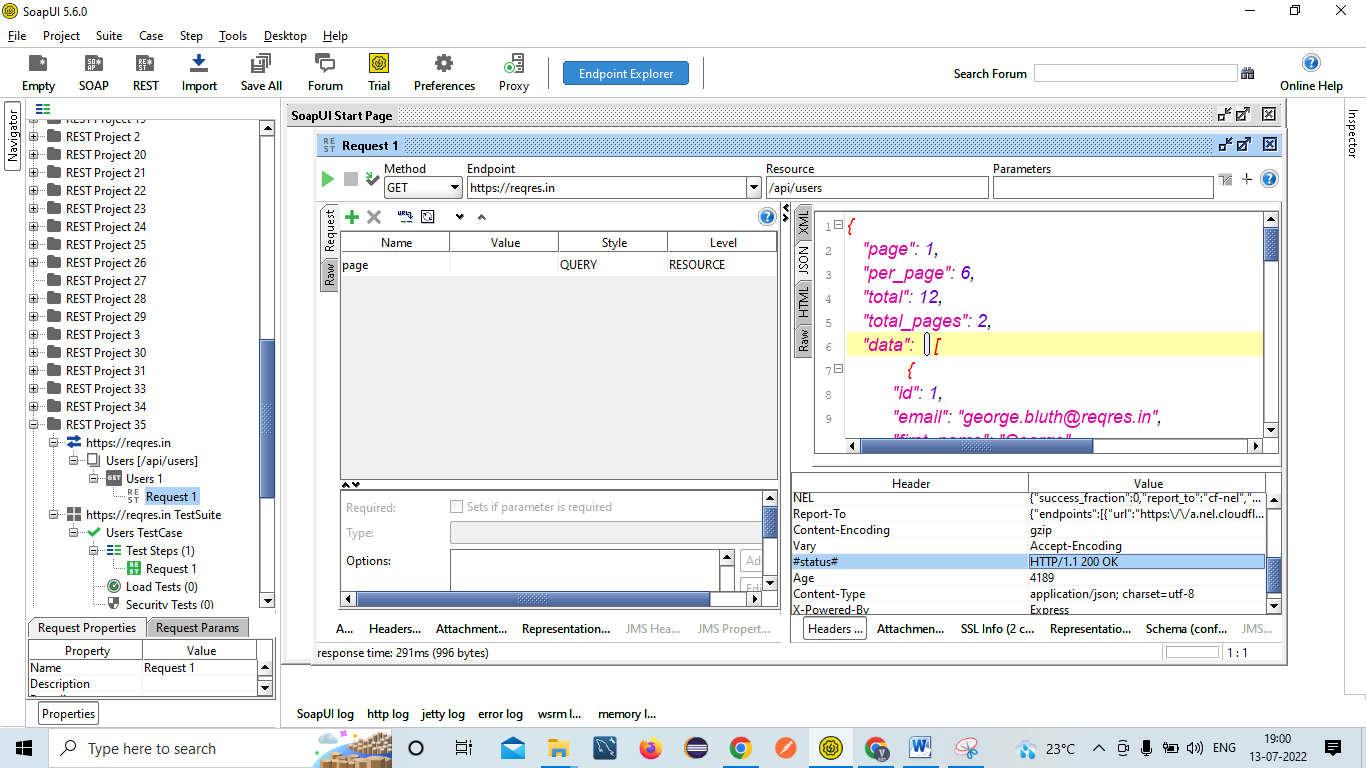 SoapUI 5.6.0
File Project Suite Case Step Tools Desktop Help
Empty SOAP REST Import Save All Forum Trial Preferences Proxy
Endpoint Explorer
Search Forum
Online Help
Navigator
REST Project 19
REST Project 2
REST Project 20
REST Project 21
REST Project 22
REST Project 23
REST Project 24
REST Project 25
REST Project 26
REST Project 27
REST Project 28
REST Project 29
REST Project 3
REST Project 30
REST Project 31
REST Project 33
REST Project 34
REST Project 35
https://reqres.in
Users [/api/users]
GET Users 1
REST Request 1
https://reqres.in TestSuite
Users TestCase
Test Steps (1)
Request 1
Load Tests (0)
Security Tests (0)
Request Properties Request Params
Property Value
Name Request 1
Description
Properties
SoapUI Start Page
REST Request 1
Method Endpoint Resource Parameters
GET https://reqres.in /api/users
Request
Raw
Name Value Style Level
page QUERY RESOURCE
Required: Sets if parameter is required
Type:
Options: Ad
Edi
A... Headers... Attachment... Representation... JMS Hea... JMS Propert...
response time: 291ms (996 bytes)
XML
JSON
HTML
Raw
1 {
2 "page": 1,
3 "per_page": 6,
4 "total": 12,
5 "total_pages": 2,
6 "data": [
7 {
8 "id": 1,
9 "email": "george.bluth@reqres.in",
"first_name": "George",
Header Value
NEL {"success_fraction":0,"report_to":"cf-nel","...
Report-To {"endpoints":[{"url":"https:\/\/a.nel.cloudfl...
Content-Encoding gzip
Vary Accept-Encoding
#status# HTTP/1.1 200 OK
Age 4189
Content-Type application/json; charset=utf-8
X-Powered-By Express
Headers ... Attachmen... SSL Info (2 c... Representatio... Schema (conf... JMS...
1 : 1
Inspector
SoapUI log http log jetty log error log wsrm l... memory l...
Type here to search
23°C
ENG
19:00
13-07-2022